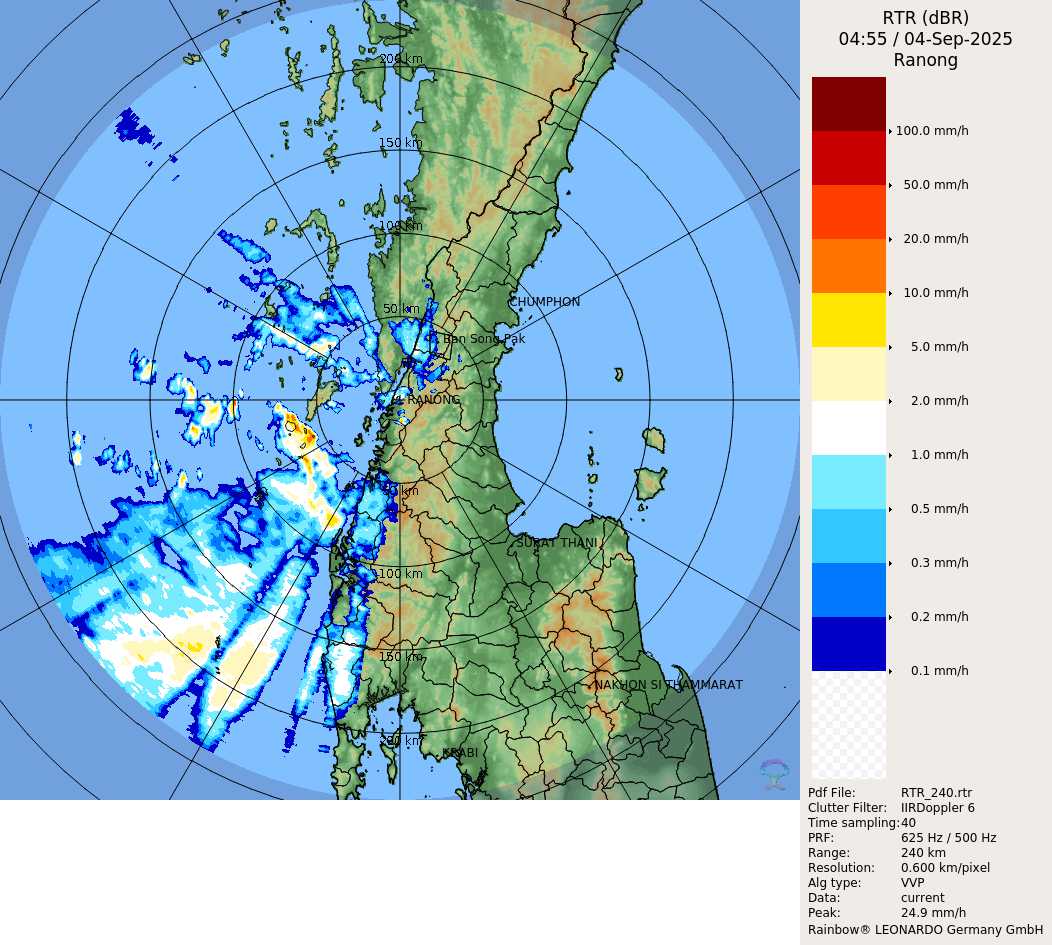 RTR (dBR)
04:55 / 04-Sep-2025
Ranong
100.0 mm/h
50.0 mm/h
20.0 mm/h
10.0 mm/h
5.0 mm/h
2.0 mm/h
1.0 mm/h
0.5 mm/h
0.3 mm/h
0.2 mm/h
0.1 mm/h
200 km
150 km
100 km
50 km
CHUMPHON
Ban Song Pak
RANONG
50 km
SURAT THANI
100 km
150 km
NAKHON SI THAMMARAT
200 km
KRABI
Pdf File: RTR_240.rtr
Clutter Filter: IIRDoppler 6
Time sampling:40
PRF: 625 Hz / 500 Hz
Range: 240 km
Resolution: 0.600 km/pixel
Alg type: VVP
Data: current
Peak: 24.9 mm/h
Rainbow® LEONARDO Germany GmbH